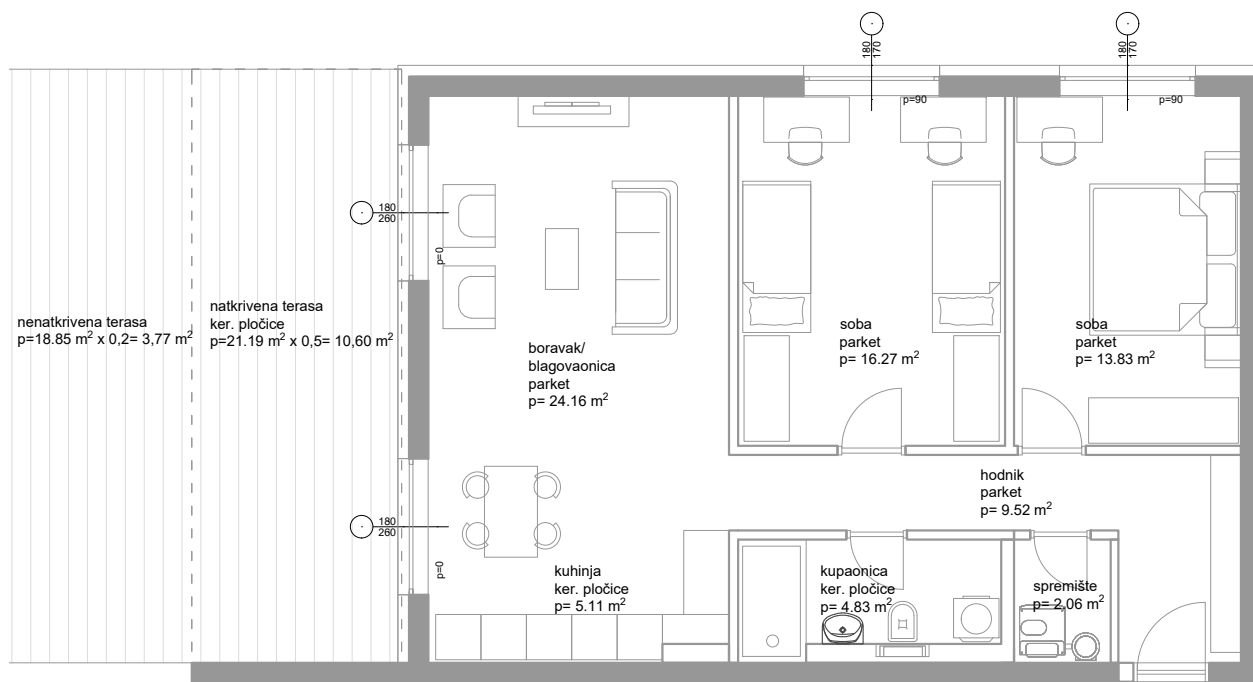 180
170
180
170
p=90
p=90
180
260
p=0
nenatkrivena terasa
p=18.85 m² x 0,2= 3,77 m²
natkrivena terasa
ker. pločice
p=21.19 m² x 0,5= 10,60 m²
boravak/
blagovaonica
parket
p= 24.16 m²
soba
parket
p= 16.27 m²
soba
parket
p= 13.83 m²
hodnik
parket
p= 9.52 m²
180
260
p=0
kuhinja
ker. pločice
p= 5.11 m²
kupaonica
ker. pločice
p= 4.83 m²
spremište
p= 2,06 m²